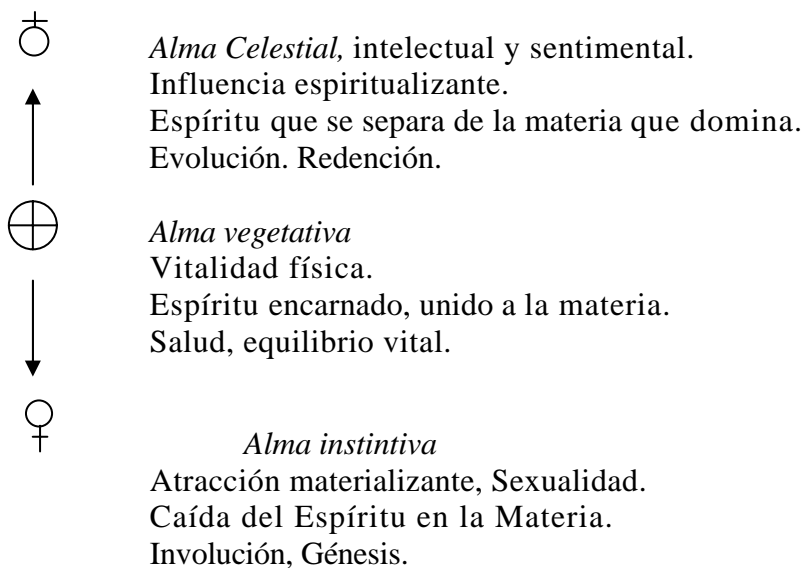 Alma Celestial, intelectual y sentimental.
Influencia espiritualizante.
Espíritu que se separa de la materia que domina.
Evolución. Redención.
Alma vegetativa
Vitalidad física.
Espíritu encarnado, unido a la materia.
Salud, equilibrio vital.
Alma instintiva
Atracción materializante, Sexualidad.
Caída del Espíritu en la Materia.
Involución, Génesis.